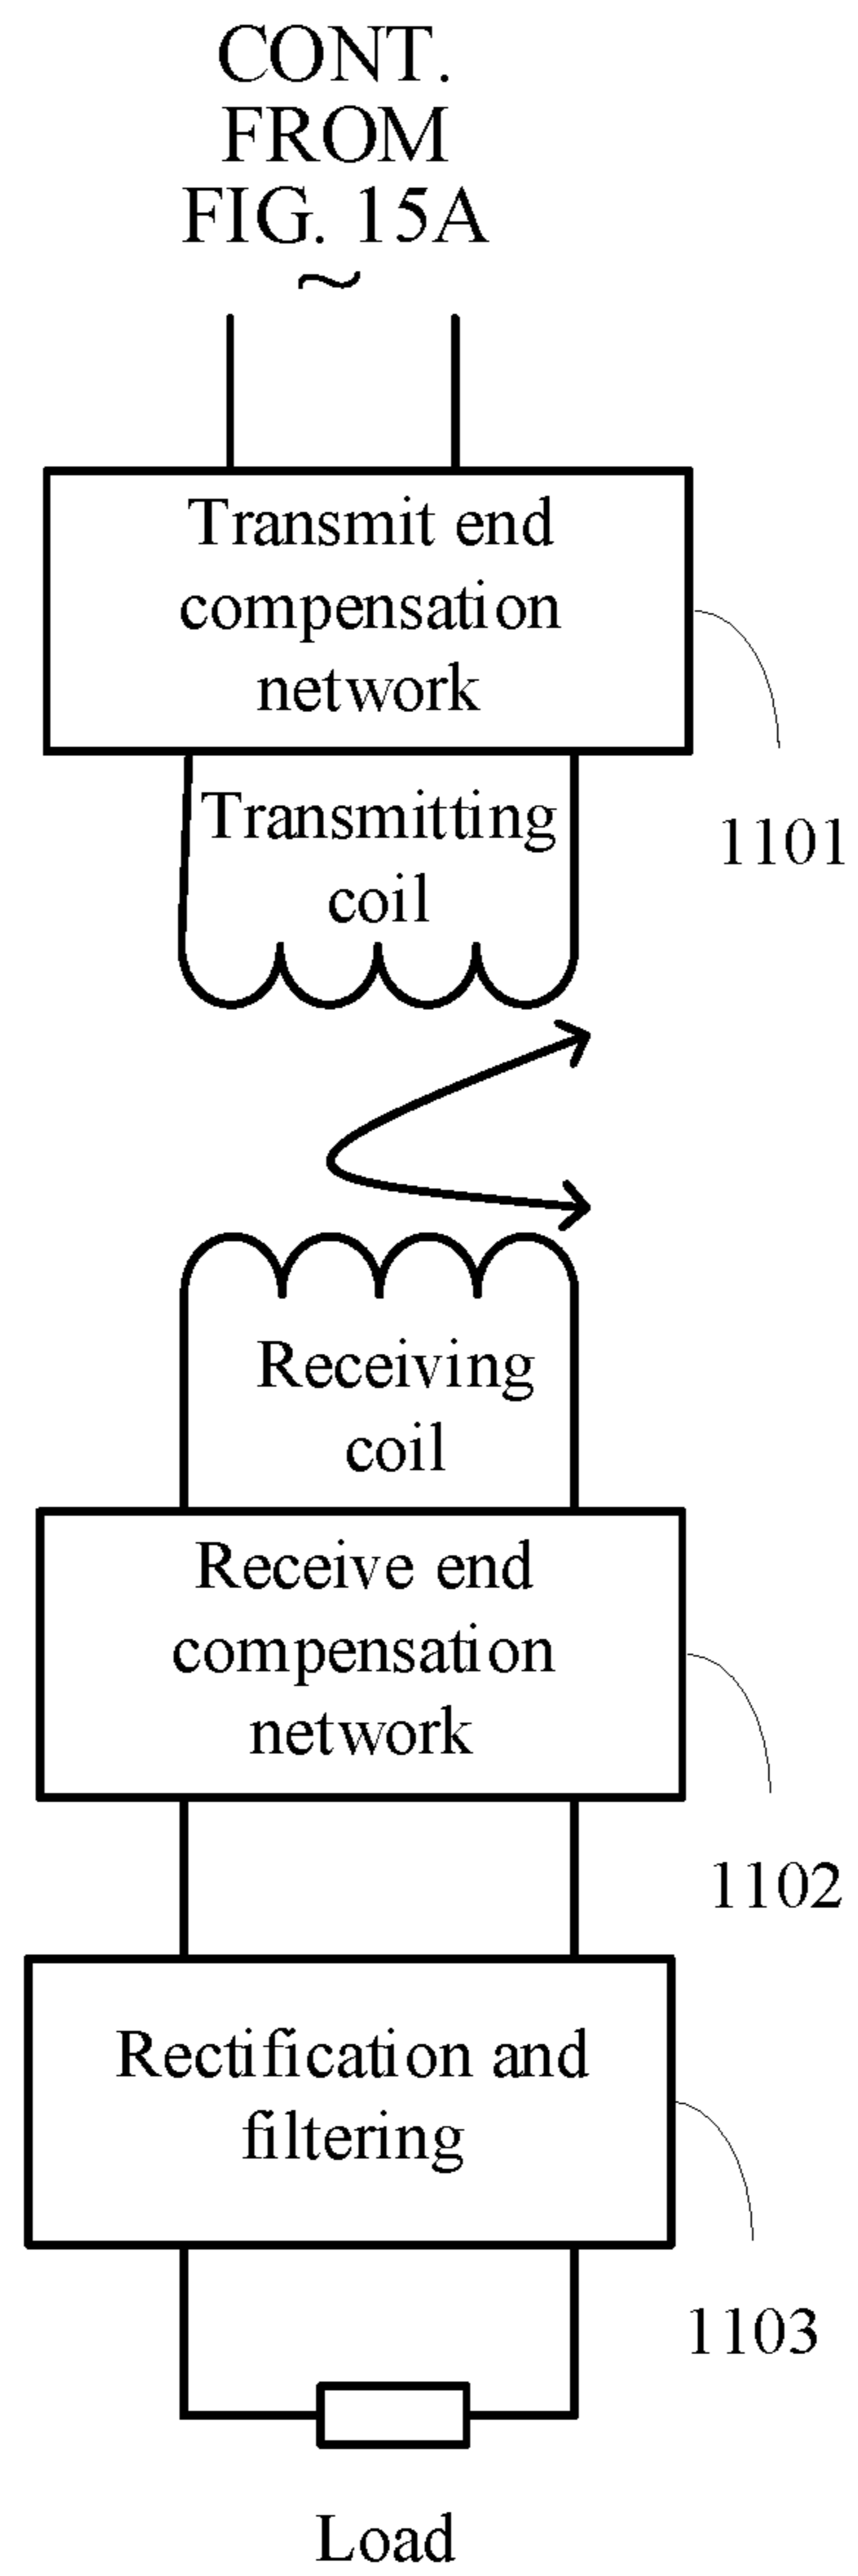 CONT.
FROM
FIG. 15A
~
Transmit end
compensation
network
Transmitting
coil
1101
Receiving
coil
Receive end
compensation
network
1102
Rectification and
filtering
1103
Load